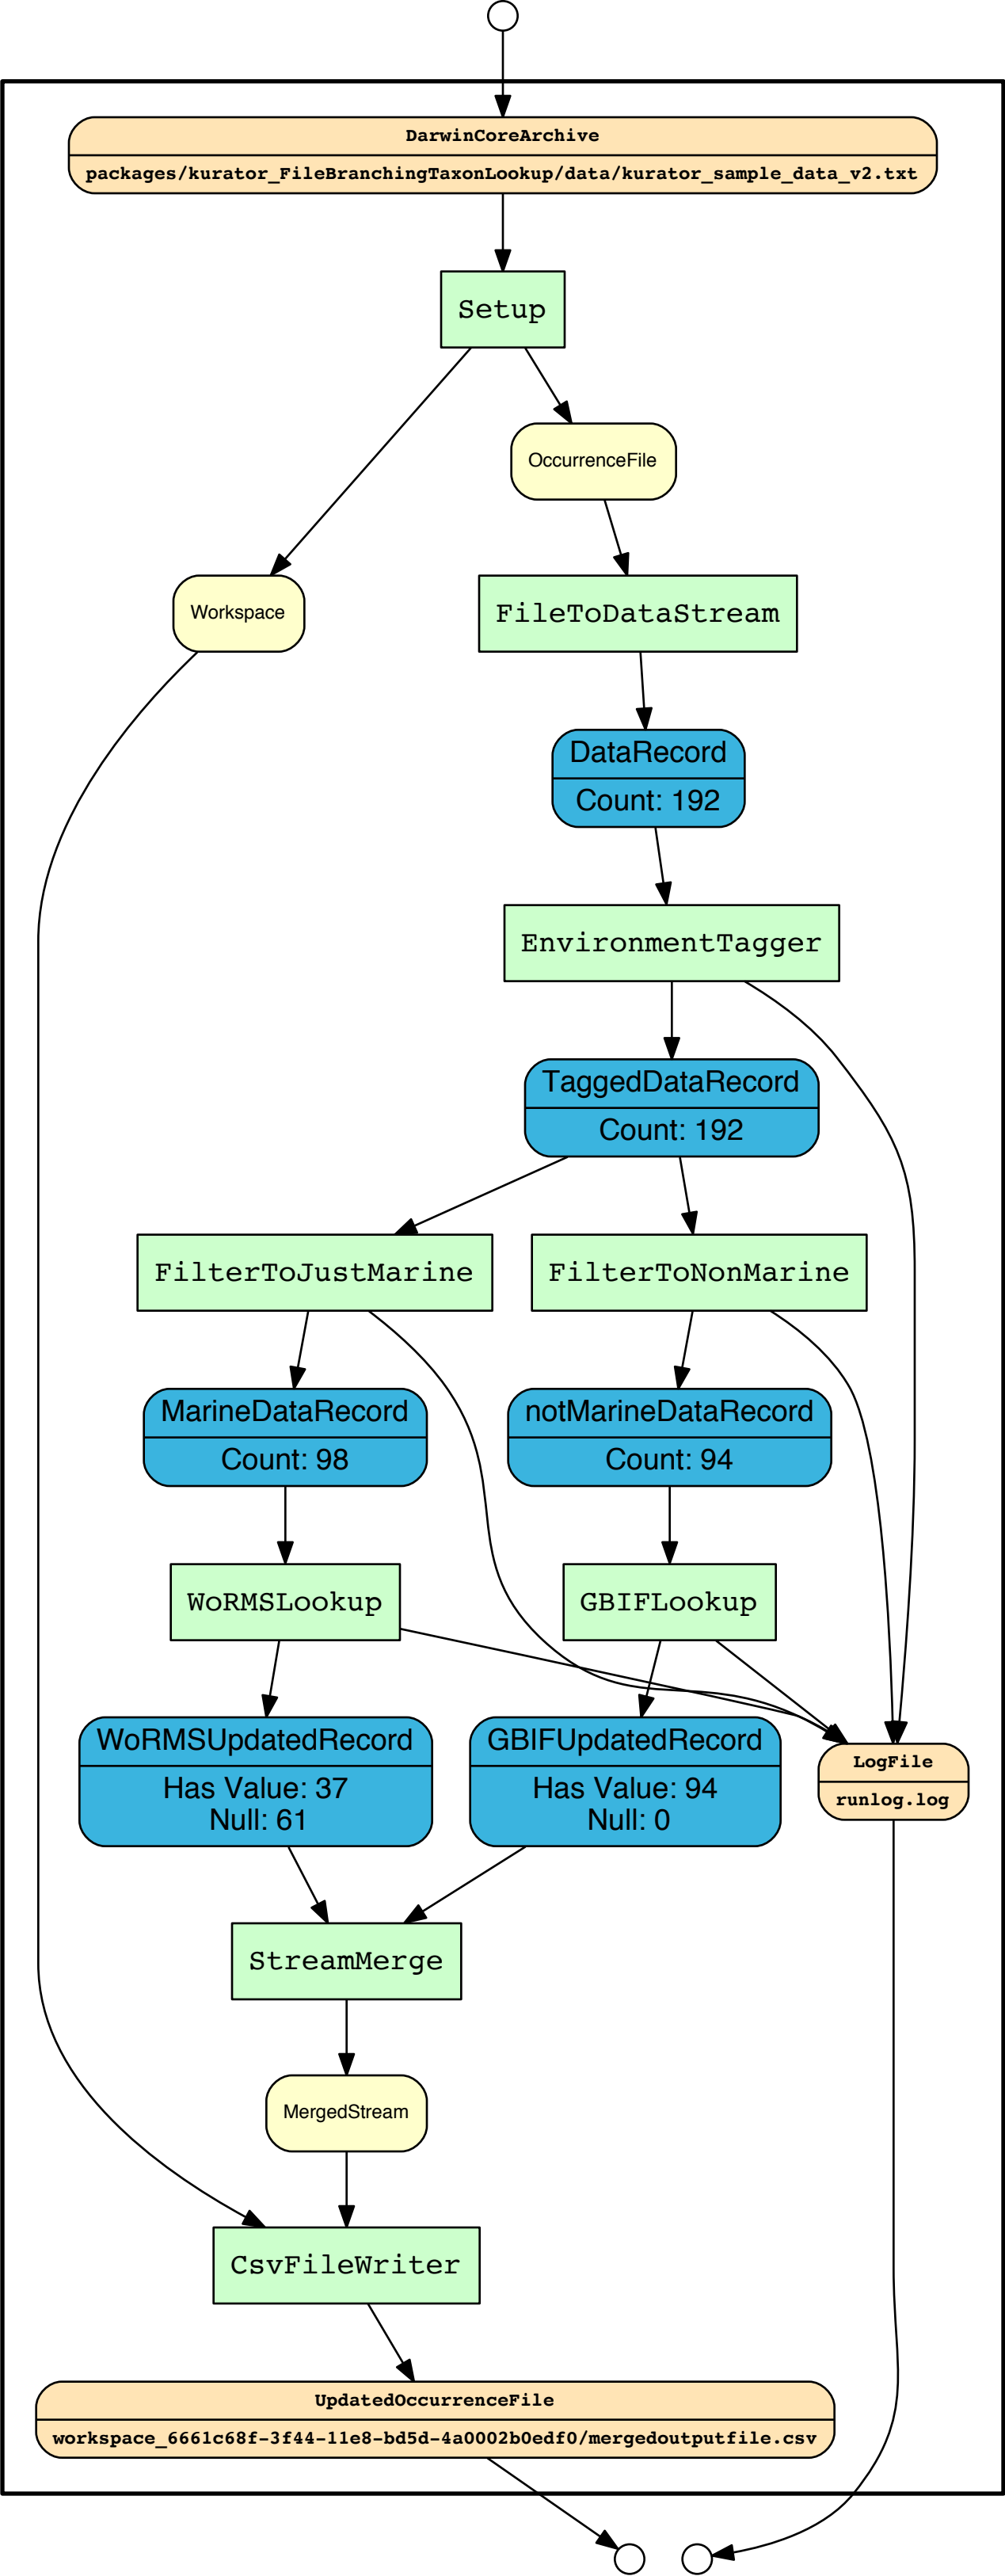 DarwinCoreArchive
packages/kurator_FileBranchingTaxonLookup/data/kurator_sample_data_v2.txt
Setup
OccurrenceFile
Workspace
FileToDataStream
DataRecord
Count: 192
EnvironmentTagger
TaggedDataRecord
Count: 192
FilterToJustMarine
FilterToNonMarine
MarineDataRecord
Count: 98
notMarineDataRecord
Count: 94
WoRMSLookup
GBIFLookup
WoRMSUpdatedRecord
Has Value: 37
Null: 61
GBIFUpdatedRecord
Has Value: 94
Null: 0
LogFile
runlog.log
StreamMerge
MergedStream
CsvFileWriter
UpdatedOccurrenceFile
workspace_6661c68f-3f44-11e8-bd5d-4a0002b0edf0/mergedoutputfile.csv